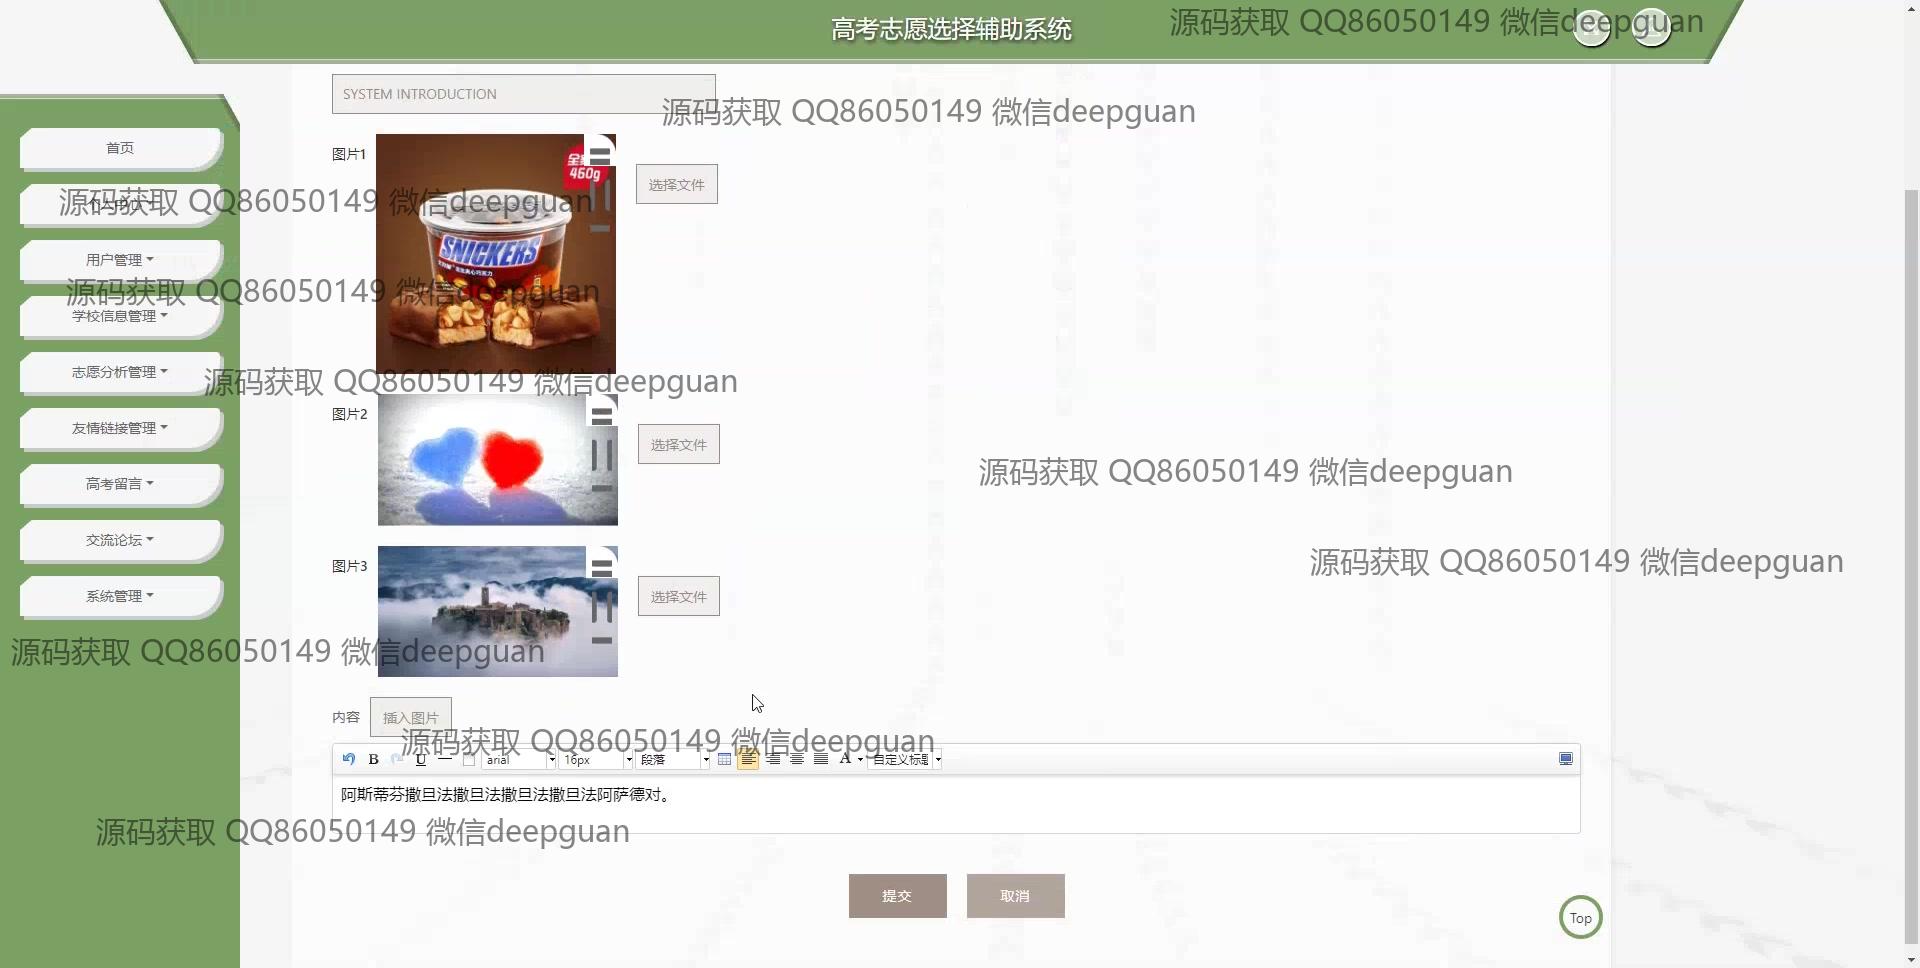 高考志愿选择辅助系统
源码获取 QQ86050149 微信deepguan
SYSTEM INTRODUCTION
源码获取 QQ86050149 微信deepguan
首页
图片1
460g
SNICKERS
选择文件
源码获取 QQ86050149 微信deepguan
用户管理
源码获取 QQ86050149 微信deepguan
学校信息管理
志愿分析管理
源码获取 QQ86050149 微信deepguan
图片2
选择文件
友情链接管理
源码获取 QQ86050149 微信deepguan
高考留言
交流论坛
源码获取 QQ86050149 微信deepguan
图片3
选择文件
系统管理
源码获取 QQ86050149 微信deepguan
内容
插入图片
源码获取 QQ86050149 微信deepguan
B U arial 16px 段落 A 自定义标题
阿斯蒂芬撒旦法撒旦法撒旦法撒旦法阿萨德对。
源码获取 QQ86050149 微信deepguan
提交
取消
Top